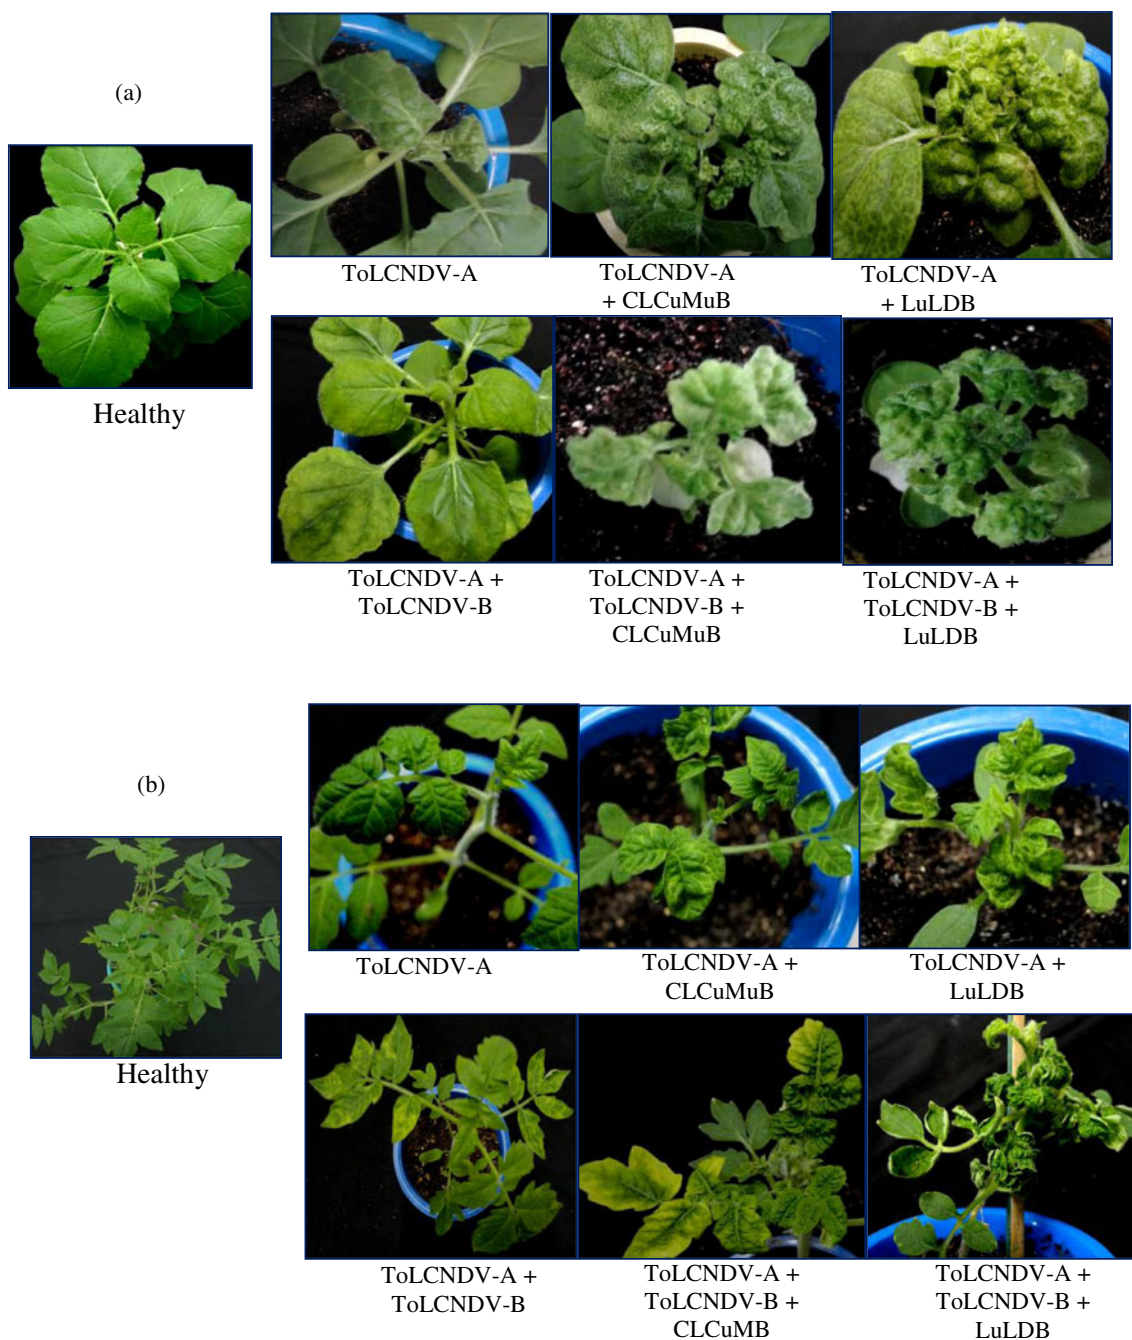 (a)
Healthy
ToLCNDV-A
ToLCNDV-A
+ CLCuMuB
ToLCNDV-A
+ LuLDB
ToLCNDV-A +
ToLCNDV-B
ToLCNDV-A +
ToLCNDV-B +
CLCuMuB
ToLCNDV-A +
ToLCNDV-B +
LuLDB
(b)
Healthy
ToLCNDV-A
ToLCNDV-A +
CLCuMuB
ToLCNDV-A +
LuLDB
ToLCNDV-A +
ToLCNDV-B
ToLCNDV-A +
ToLCNDV-B +
CLCuMB
ToLCNDV-A +
ToLCNDV-B +
LuLDB